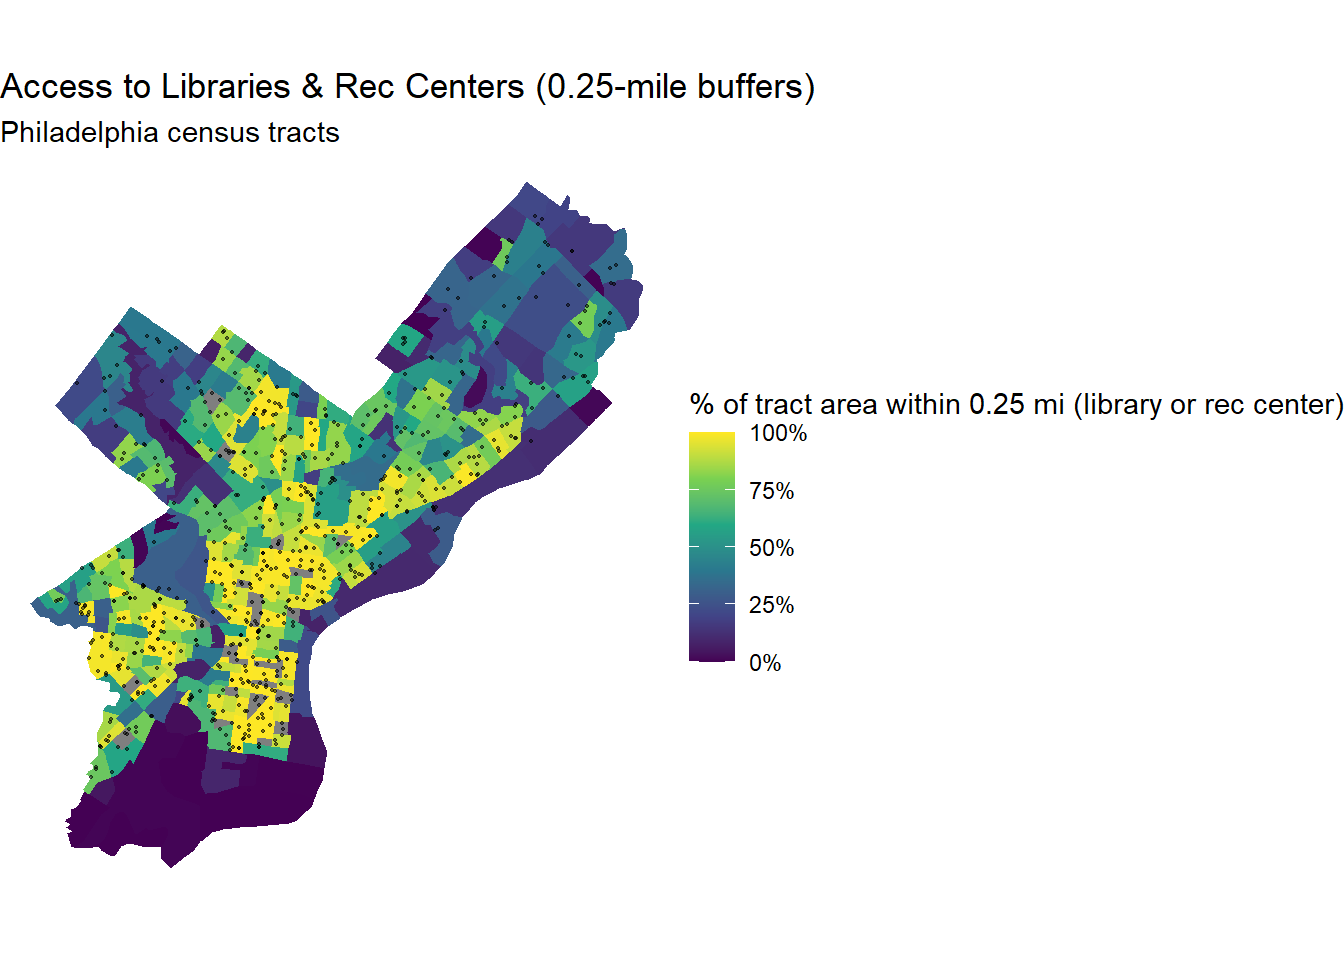 Access to Libraries & Rec Centers (0.25-mile buffers)
Philadelphia census tracts
% of tract area within 0.25 mi (library or rec center)
100%
75%
50%
25%
0%